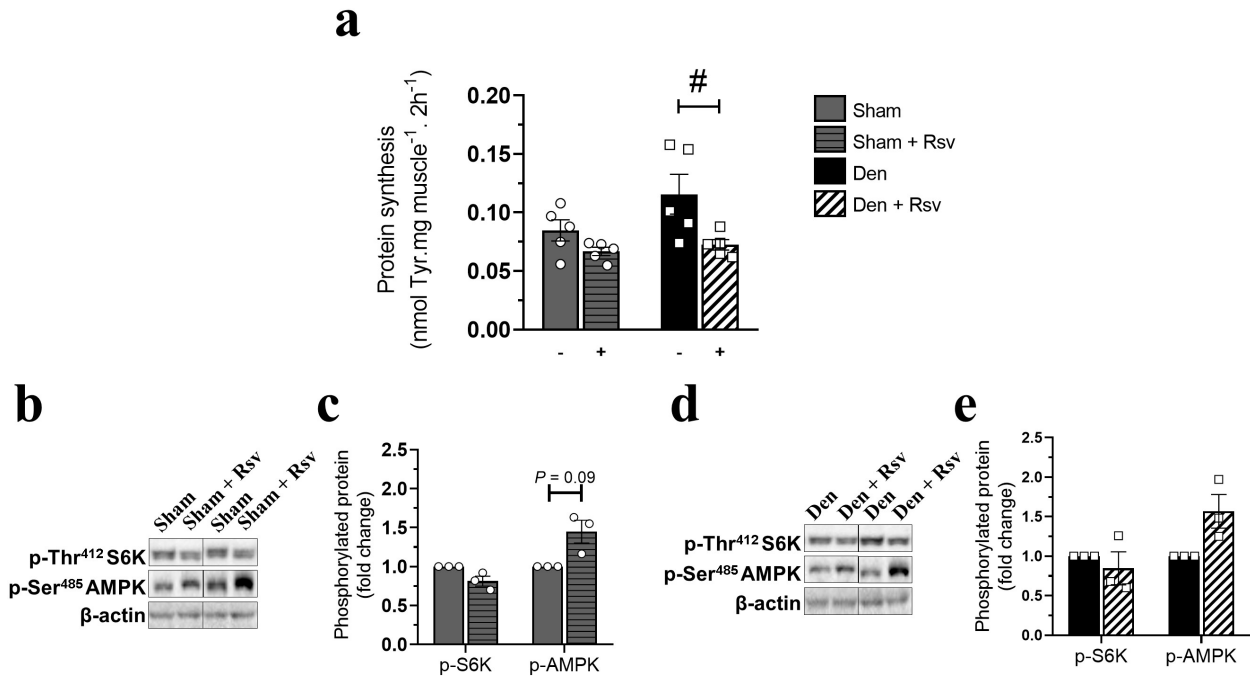 a
Protein synthesis
(nmol Tyr.mg muscle⁻¹. 2h⁻¹)
0.20
0.15
0.10
0.05
0.00
#
- + - +
Sham
Sham + Rsv
Den
Den + Rsv
b
Sham
Sham + Rsv
Sham
Sham + Rsv
p-Thr⁴¹² S6K
p-Ser⁴⁸⁵ AMPK
β-actin
c
Phosphorylated protein
(fold change)
2.5
2.0
1.5
1.0
0.5
0.0
P = 0.09
p-S6K p-AMPK
d
Den
Den + Rsv
Den
Den + Rsv
p-Thr⁴¹² S6K
p-Ser⁴⁸⁵ AMPK
β-actin
e
Phosphorylated protein
(fold change)
2.5
2.0
1.5
1.0
0.5
0.0
p-S6K p-AMPK